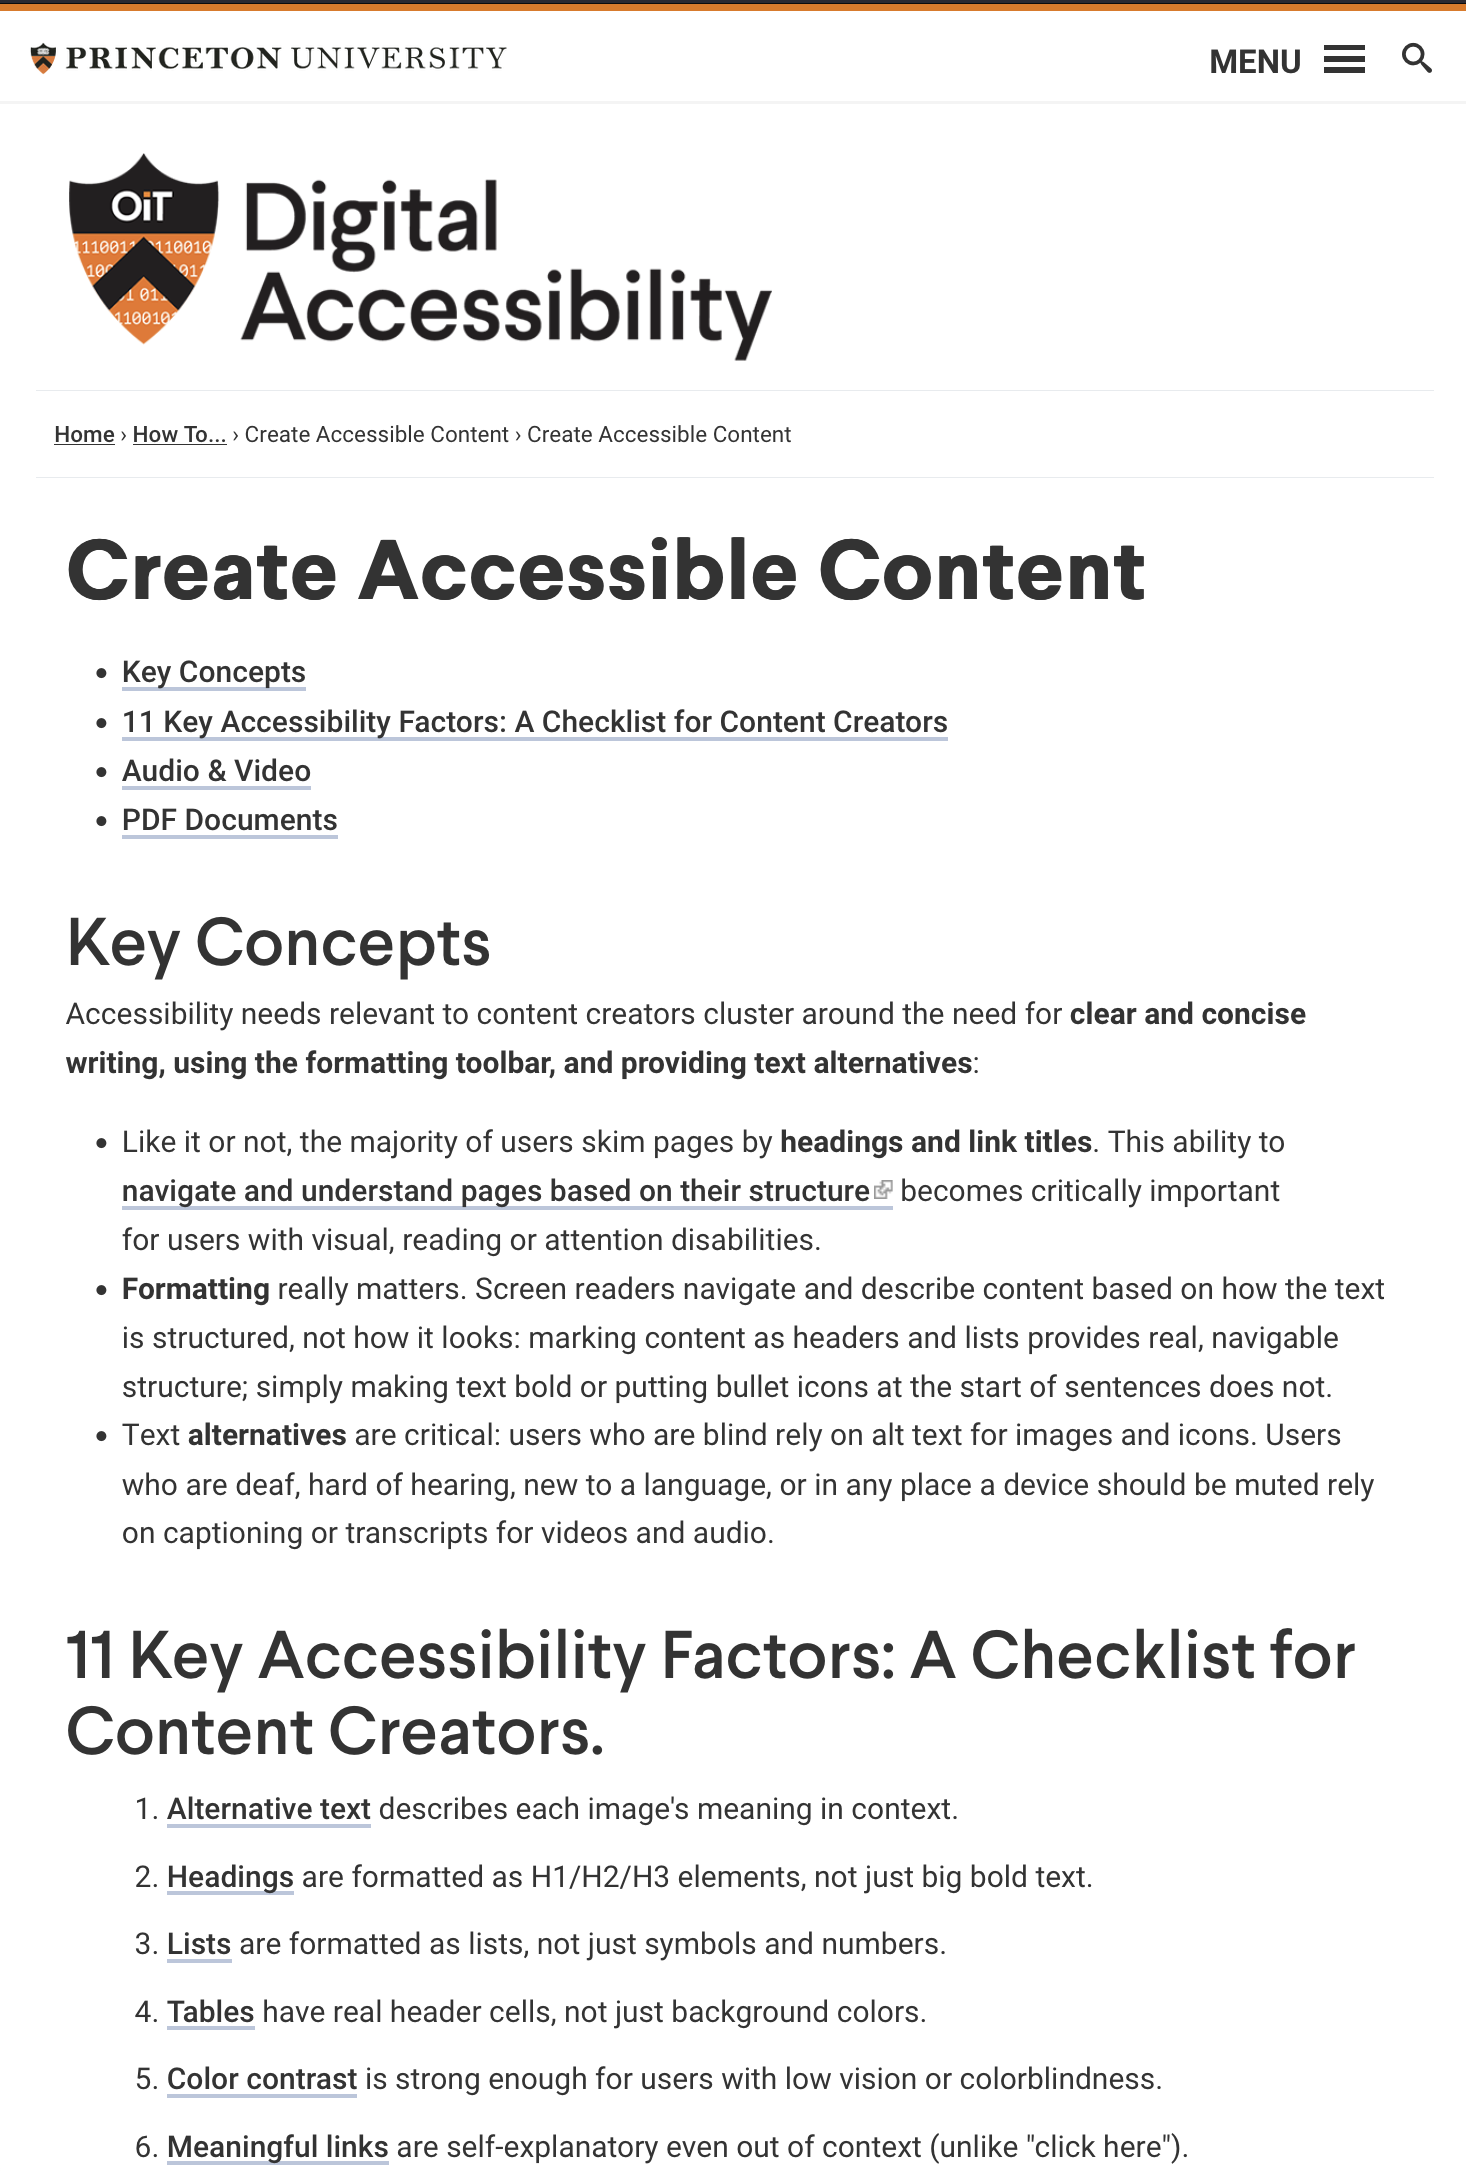 PRINCETON UNIVERSITY
MENU
OiT
Digital
Accessibility
Home › How To... › Create Accessible Content › Create Accessible Content
Create Accessible Content
• Key Concepts
• 11 Key Accessibility Factors: A Checklist for Content Creators
• Audio & Video
• PDF Documents
Key Concepts
Accessibility needs relevant to content creators cluster around the need for clear and concise
writing, using the formatting toolbar, and providing text alternatives:
• Like it or not, the majority of users skim pages by headings and link titles. This ability to
navigate and understand pages based on their structure becomes critically important
for users with visual, reading or attention disabilities.
• Formatting really matters. Screen readers navigate and describe content based on how the text
is structured, not how it looks: marking content as headers and lists provides real, navigable
structure; simply making text bold or putting bullet icons at the start of sentences does not.
• Text alternatives are critical: users who are blind rely on alt text for images and icons. Users
who are deaf, hard of hearing, new to a language, or in any place a device should be muted rely
on captioning or transcripts for videos and audio.
11 Key Accessibility Factors: A Checklist for
Content Creators.
1. Alternative text describes each image's meaning in context.
2. Headings are formatted as H1/H2/H3 elements, not just big bold text.
3. Lists are formatted as lists, not just symbols and numbers.
4. Tables have real header cells, not just background colors.
5. Color contrast is strong enough for users with low vision or colorblindness.
6. Meaningful links are self-explanatory even out of context (unlike "click here").